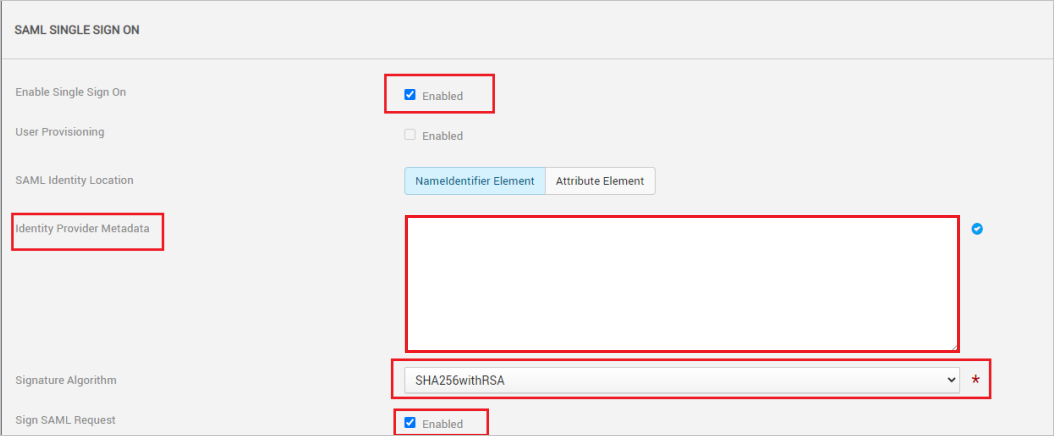 SAML SINGLE SIGN ON
Enable Single Sign On Enabled
User Provisioning Enabled
SAML Identity Location NameIdentifier Element Attribute Element
Identity Provider Metadata
Signature Algorithm SHA256withRSA *
Sign SAML Request Enabled